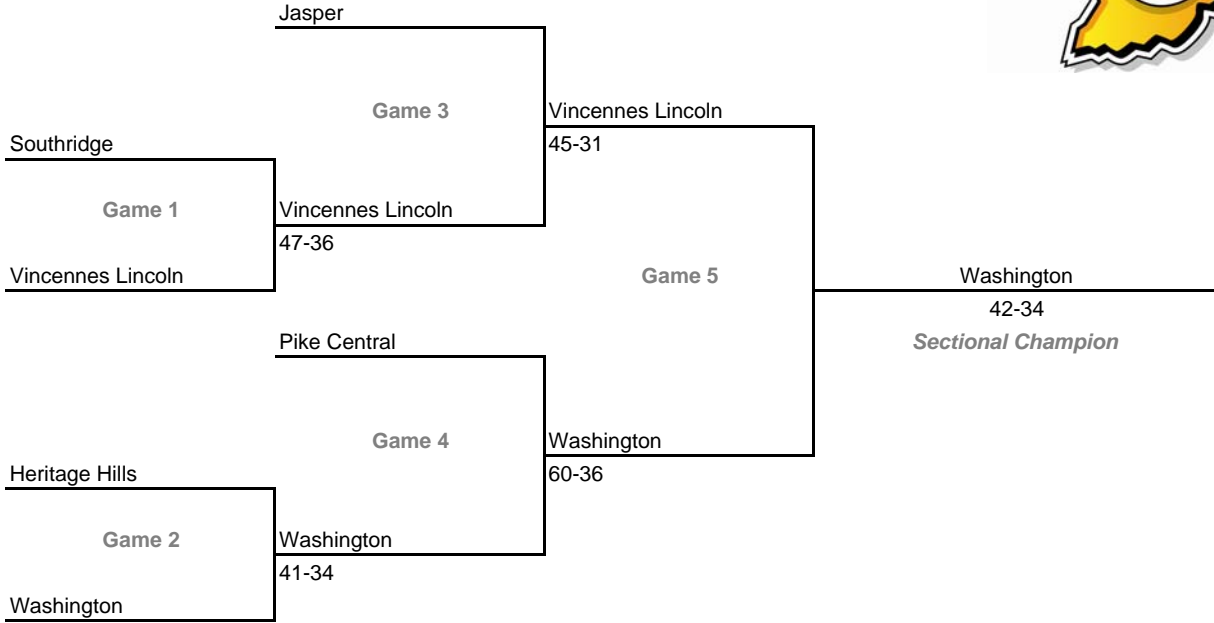 Jasper
Game 3
Vincennes Lincoln
Southridge
45-31
Game 1
Vincennes Lincoln
47-36
Vincennes Lincoln
Game 5
Washington
42-34
Pike Central
Sectional Champion
Game 4
Washington
Heritage Hills
60-36
Game 2
Washington
41-34
Washington